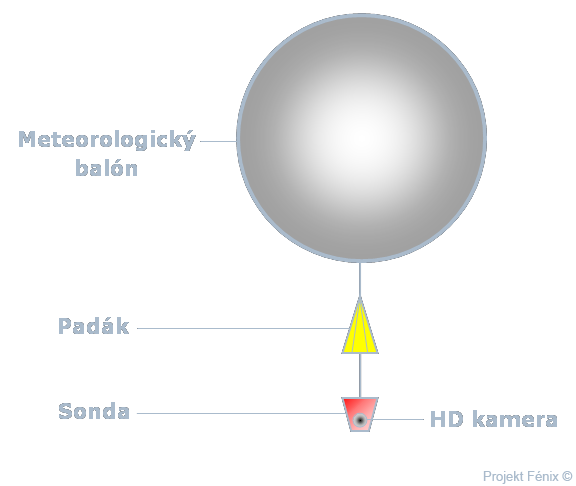 Meteorologický
balón
Padák
Sonda
HD kamera
Projekt Fénix ©